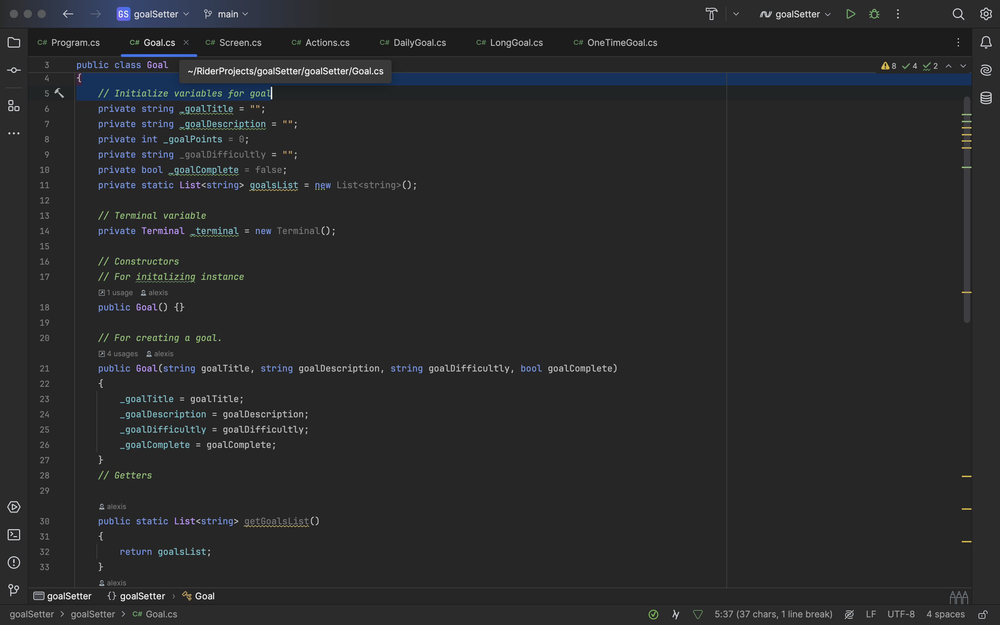 GS goalSetter main goalSetter
C# Program.cs C# Goal.cs C# Screen.cs C# Actions.cs C# DailyGoal.cs C# LongGoal.cs C# OneTimeGoal.cs
3 public class Goal
~/RiderProjects/goalSetter/goalSetter/Goal.cs
8 4 2
4 {
5 // Initialize variables for goal
6 private string _goalTitle = "";
7 private string _goalDescription = "";
8 private int _goalPoints = 0;
9 private string _goalDifficultly = "";
10 private bool _goalComplete = false;
11 private static List<string> goalsList = new List<string>();
12
13 // Terminal variable
14 private Terminal _terminal = new Terminal();
15
16 // Constructors
17 // For initalizing instance
1 usage alexis
18 public Goal() {}
19
20 // For creating a goal.
4 usages alexis
21 public Goal(string goalTitle, string goalDescription, string goalDifficultly, bool goalComplete)
22 {
23 _goalTitle = goalTitle;
24 _goalDescription = goalDescription;
25 _goalDifficultly = goalDifficultly;
26 _goalComplete = goalComplete;
27 }
28 // Getters
29
alexis
30 public static List<string> getGoalsList()
31 {
32 return goalsList;
33 }
alexis
goalSetter {} goalSetter › Goal
goalSetter > goalSetter > C# Goal.cs 5:37 (37 chars, 1 line break) LF UTF-8 4 spaces